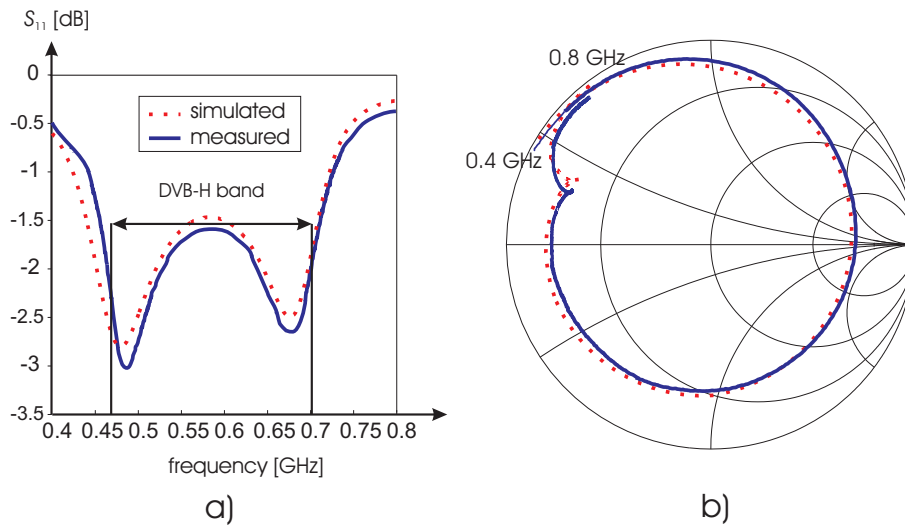 S₁₁ [dB]
0
-0.5
-1
-1.5
-2
-2.5
-3
-3.5
simulated
measured
DVB-H band
0.4 0.45 0.5 0.55 0.6 0.65 0.7 0.75 0.8
frequency [GHz]
a)
0.8 GHz
0.4 GHz
b)